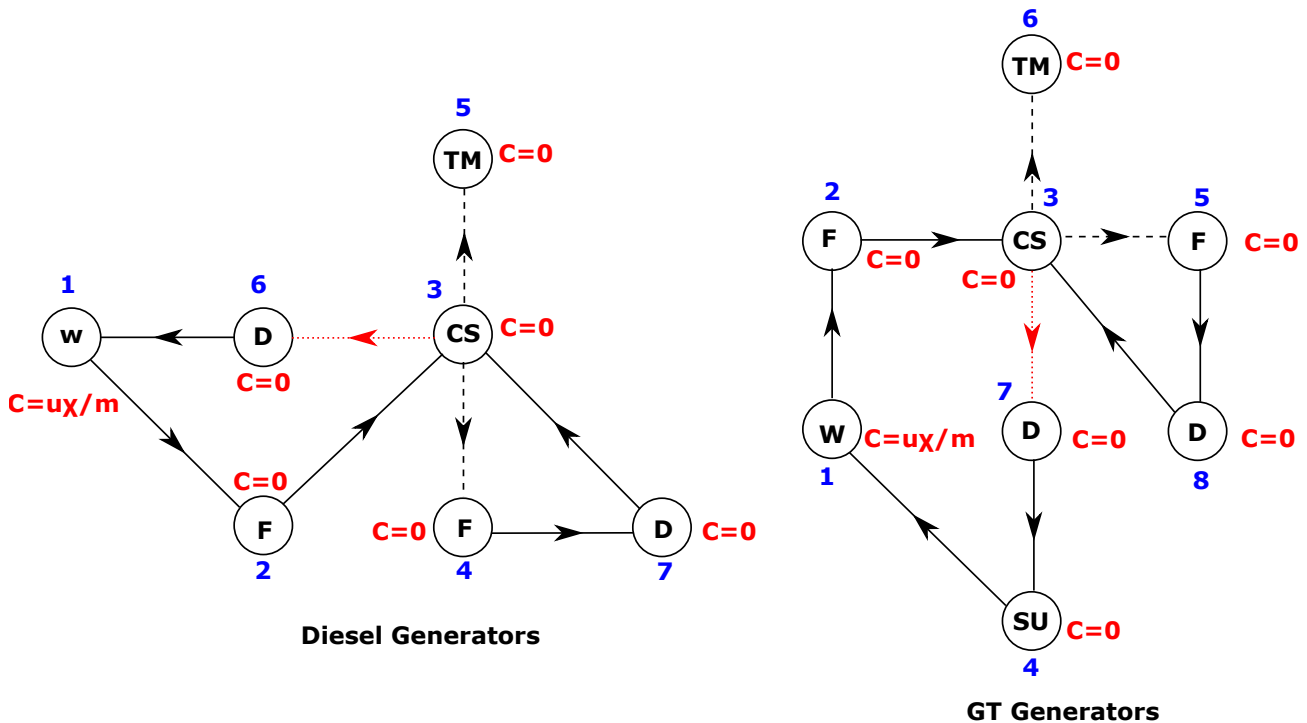 5
TM
C=0
1
6
3
w
D
CS
C=0
C=0
C=uχ/m
C=0
F
2
C=0
F
4
D
C=0
7
Diesel Generators
6
TM
C=0
2
3
5
F
CS
F
C=0
C=0
C=0
7
W
C=uχ/m
D
C=0
D
C=0
1
8
SU
C=0
4
GT Generators